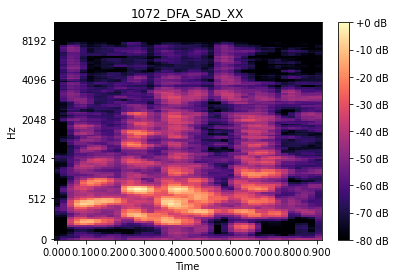 1072_DFA_SAD_XX
+0 dB
8192
-10 dB
4096
-20 dB
-30 dB
2048
Hz
-40 dB
1024
-50 dB
512
-60 dB
-70 dB
0
-80 dB
0.000 0.100 0.200 0.300 0.400 0.500 0.600 0.700 0.800 0.900
Time